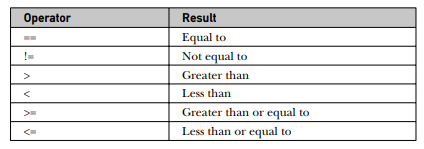 Operator Result
== Equal to
!= Not equal to
> Greater than
< Less than
>= Greater than or equal to
<= Less than or equal to